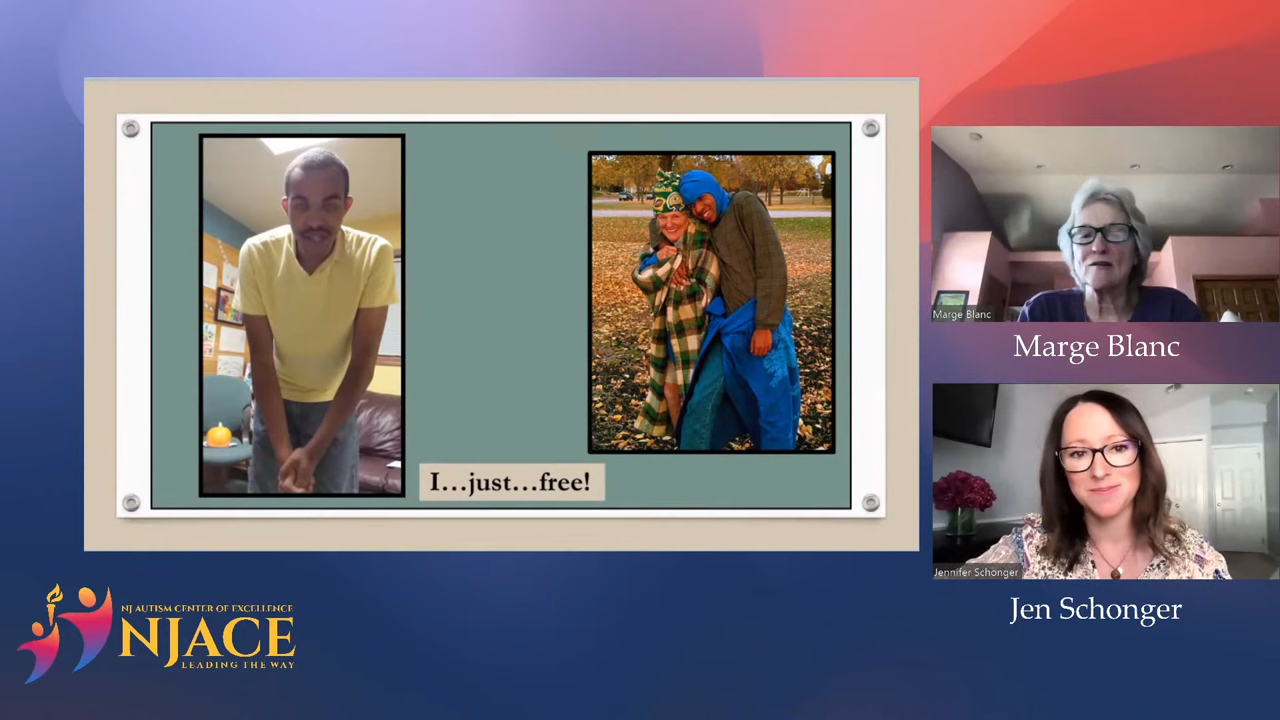 I...just...free!
Marge Blanc
Marge Blanc
Jennifer Schonger
Jen Schonger
NJ AUTISM CENTER OF EXCELLENCE
NJACE
LEADING THE WAY